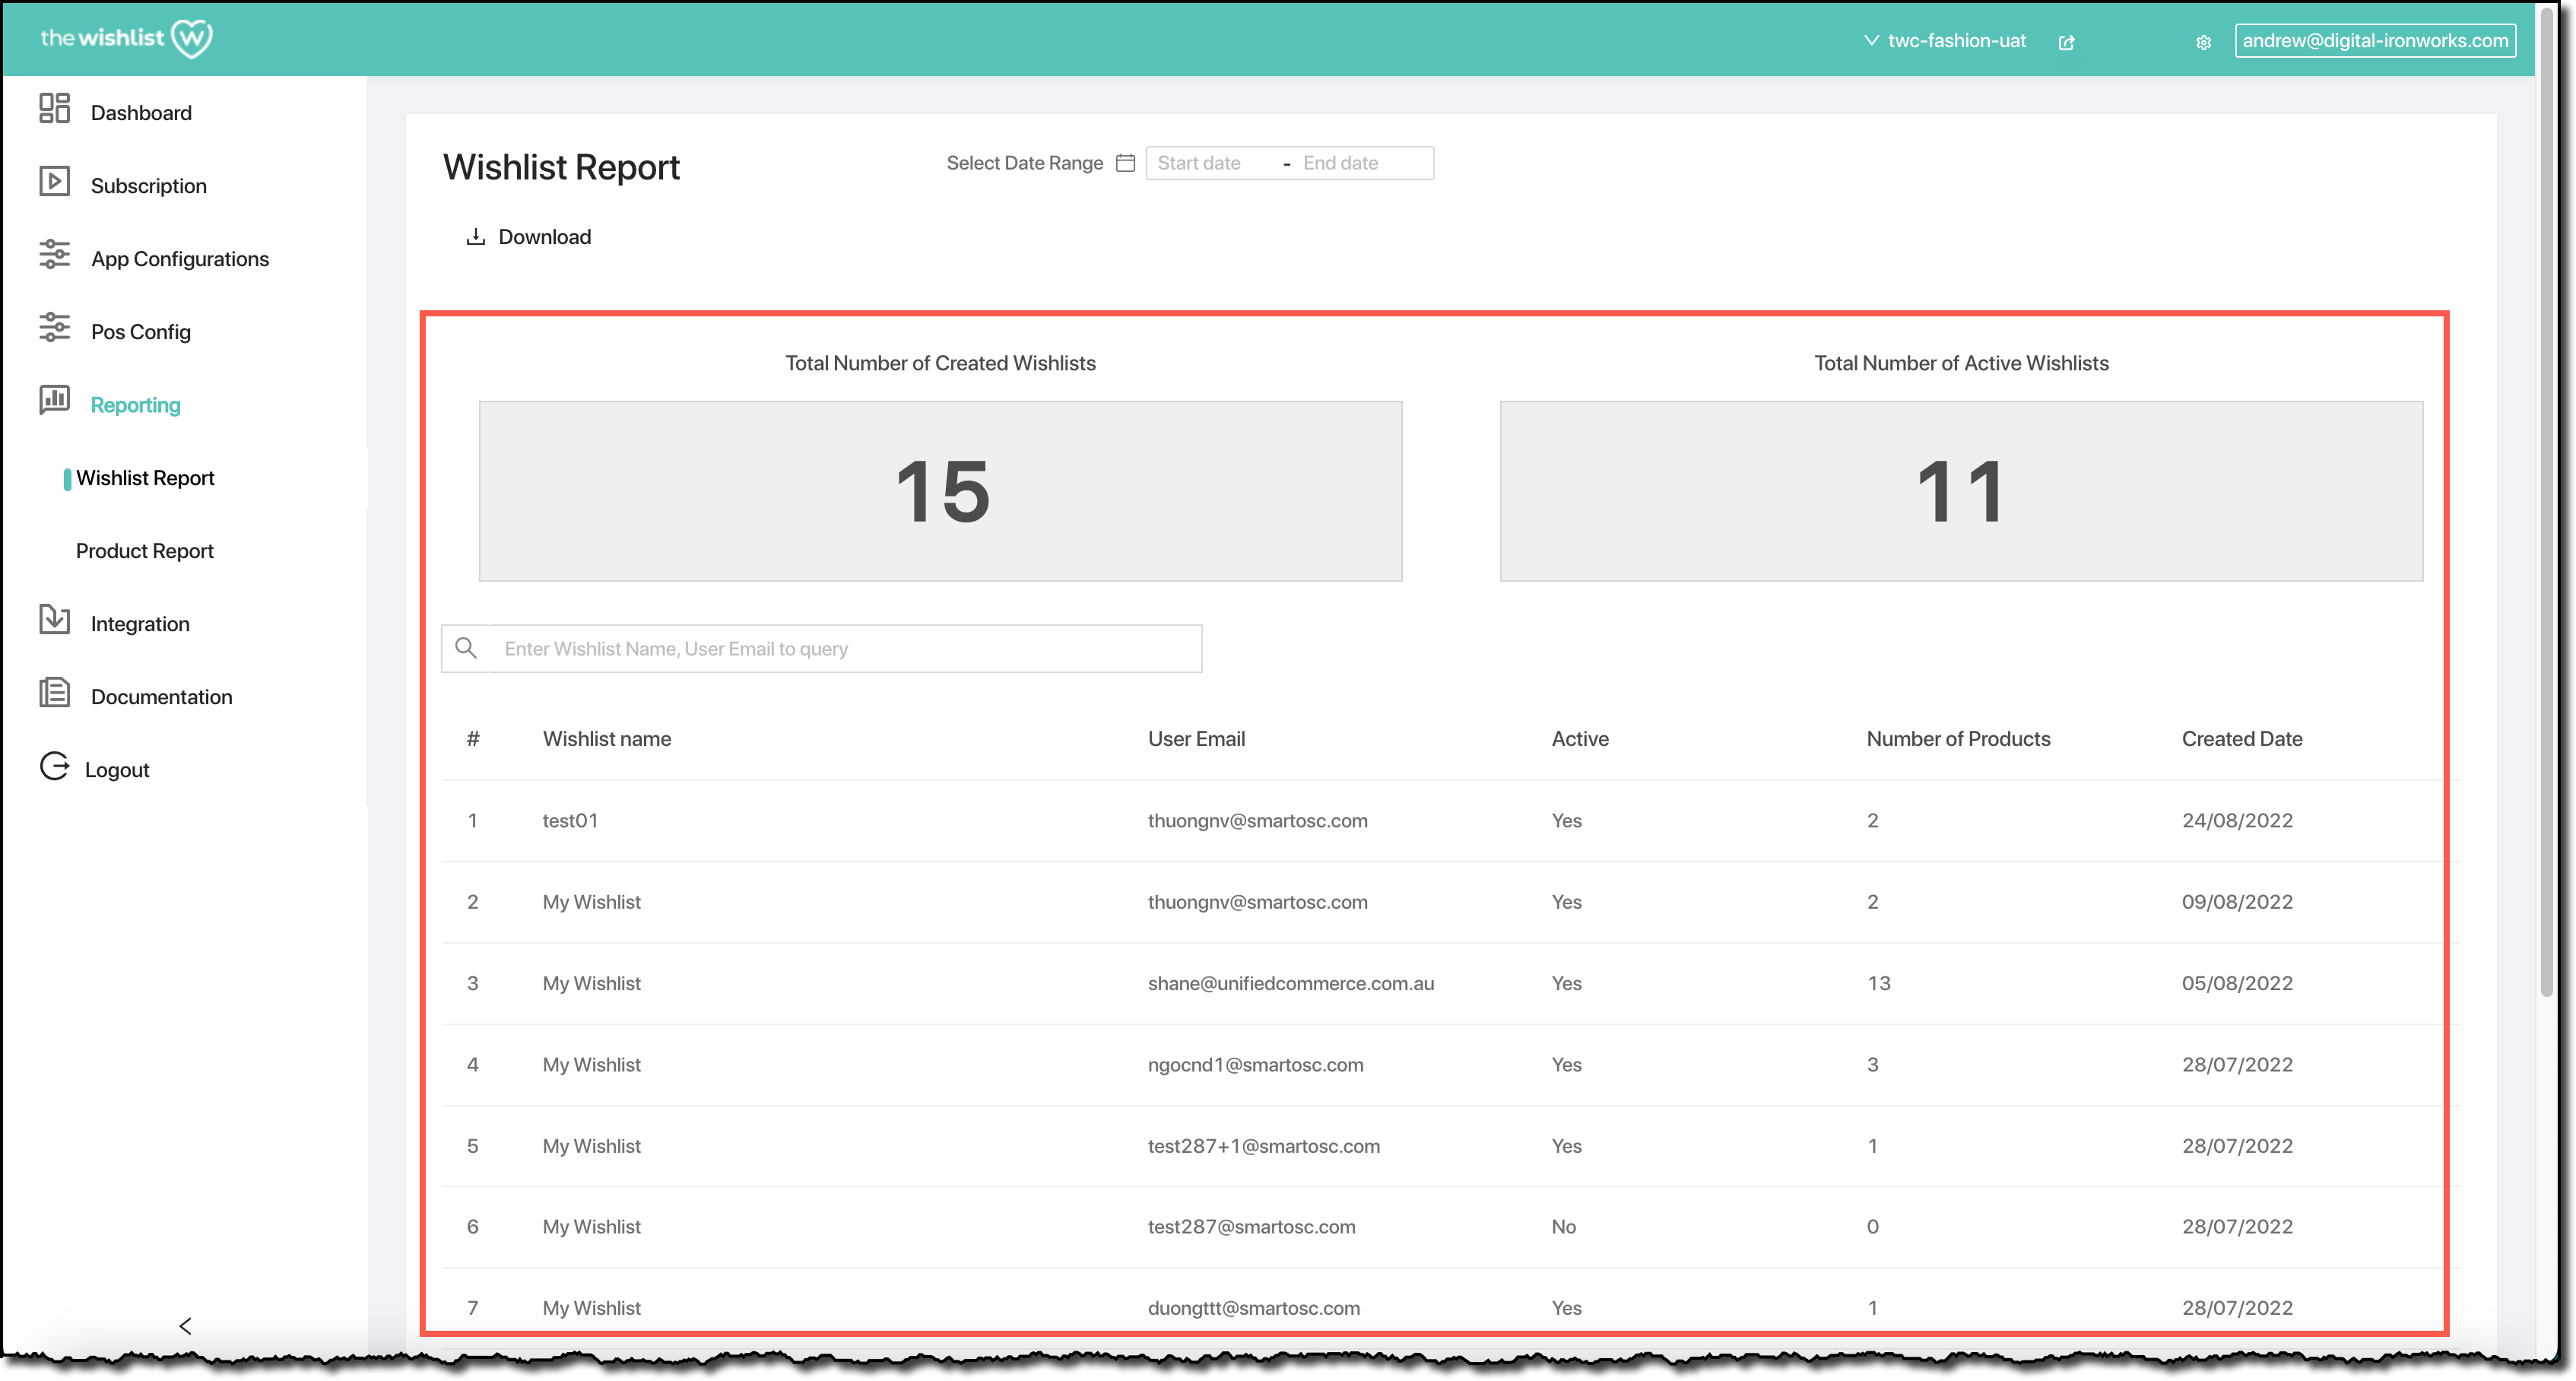 the wishlist W
twc-fashion-uat
andrew@digital-ironworks.com
Dashboard
Subscription
App Configurations
Pos Config
Reporting
Wishlist Report
Product Report
Integration
Documentation
Logout
Wishlist Report
Select Date Range Start date - End date
Download
Total Number of Created Wishlists
15
Total Number of Active Wishlists
11
Enter Wishlist Name, User Email to query
# Wishlist name User Email Active Number of Products Created Date
1 test01 thuongnv@smartosc.com Yes 2 24/08/2022
2 My Wishlist thuongnv@smartosc.com Yes 2 09/08/2022
3 My Wishlist shane@unifiedcommerce.com.au Yes 13 05/08/2022
4 My Wishlist ngocnd1@smartosc.com Yes 3 28/07/2022
5 My Wishlist test287+1@smartosc.com Yes 1 28/07/2022
6 My Wishlist test287@smartosc.com No 0 28/07/2022
7 My Wishlist duongttt@smartosc.com Yes 1 28/07/2022